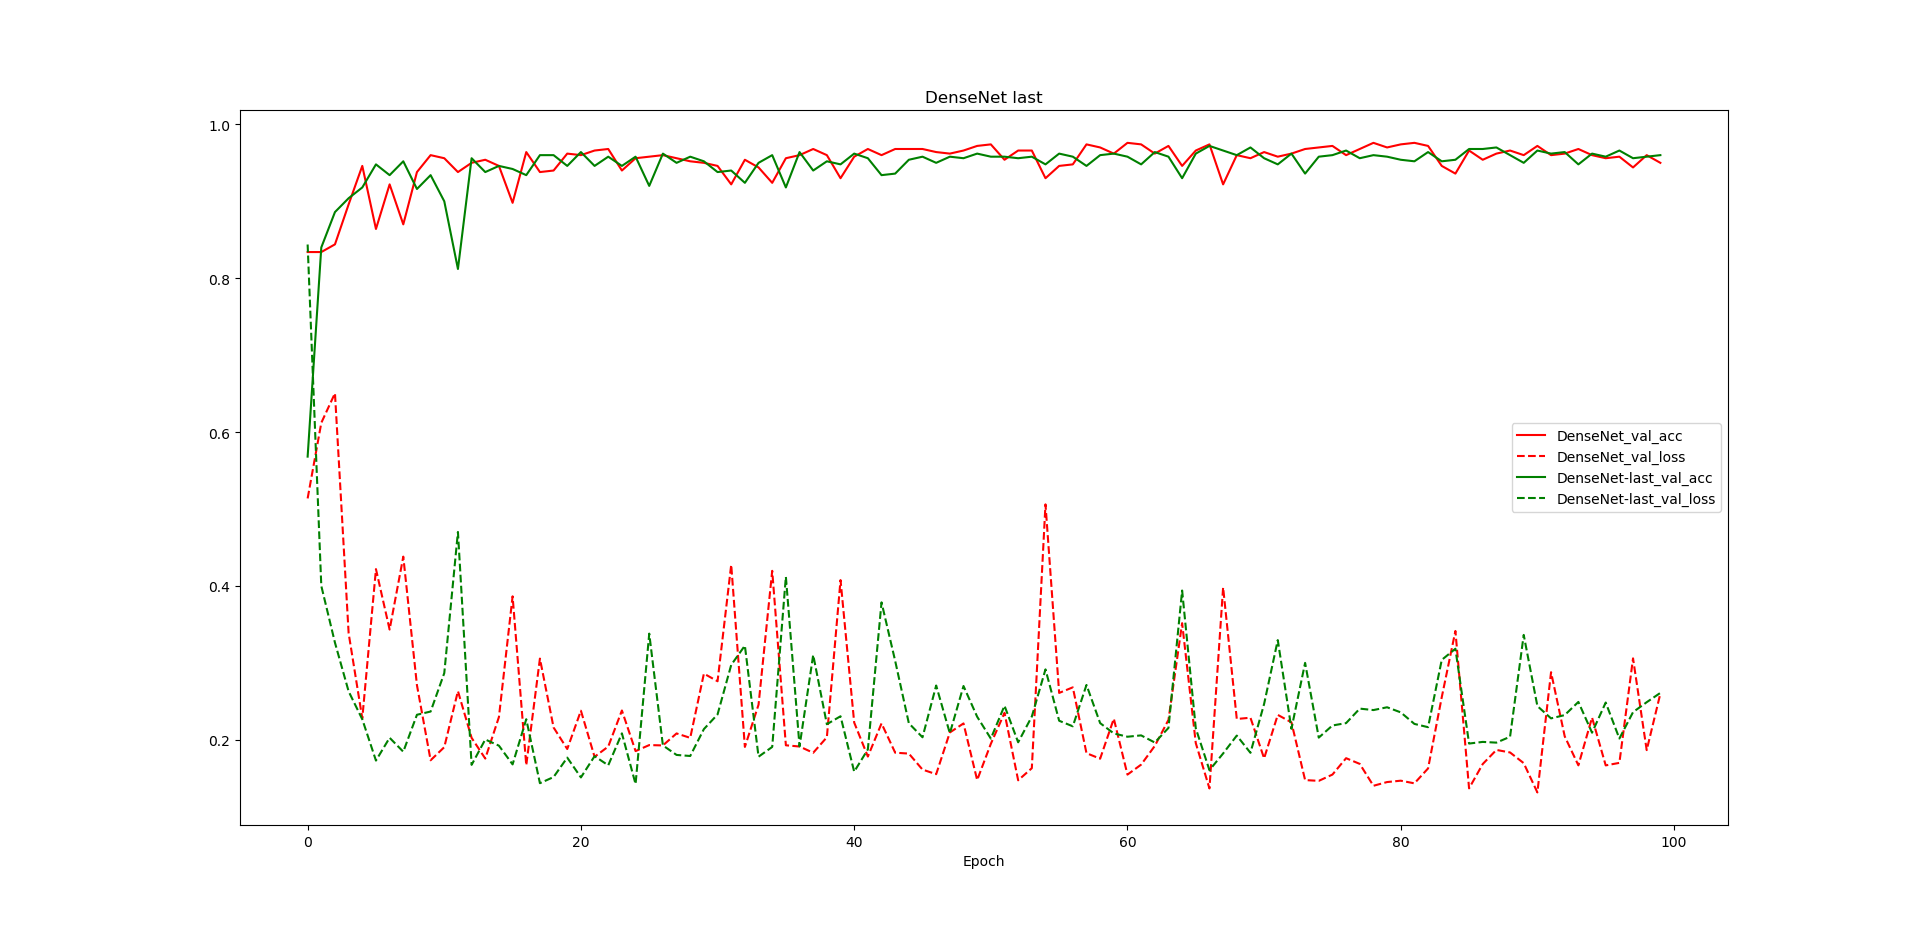 DenseNet last
1.0
0.8
0.6
0.4
0.2
DenseNet_val_acc
DenseNet_val_loss
DenseNet-last_val_acc
DenseNet-last_val_loss
0 20 40 60 80 100
Epoch